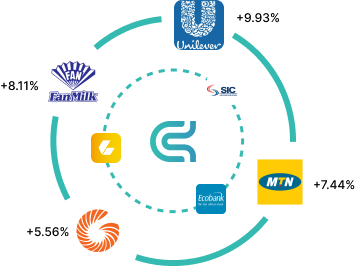 +9.93%
Unilever
+8.11%
FAN
FanMilk
SIC
MTN
+7.44%
Ecobank
+5.56%